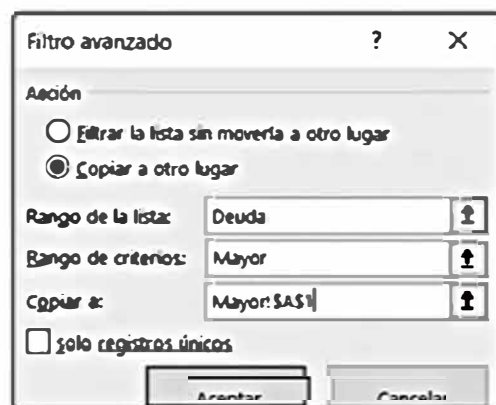 Filtro avanzado ? ×
Acción
Filtrar la lista sin moverla a otro lugar
Copiar a otro lugar
Rango de la lista: Deuda
Rango de criterios: Mayor
Copiar a: Mayor!$A$1
Solo registros únicos
Aceptar Cancelar